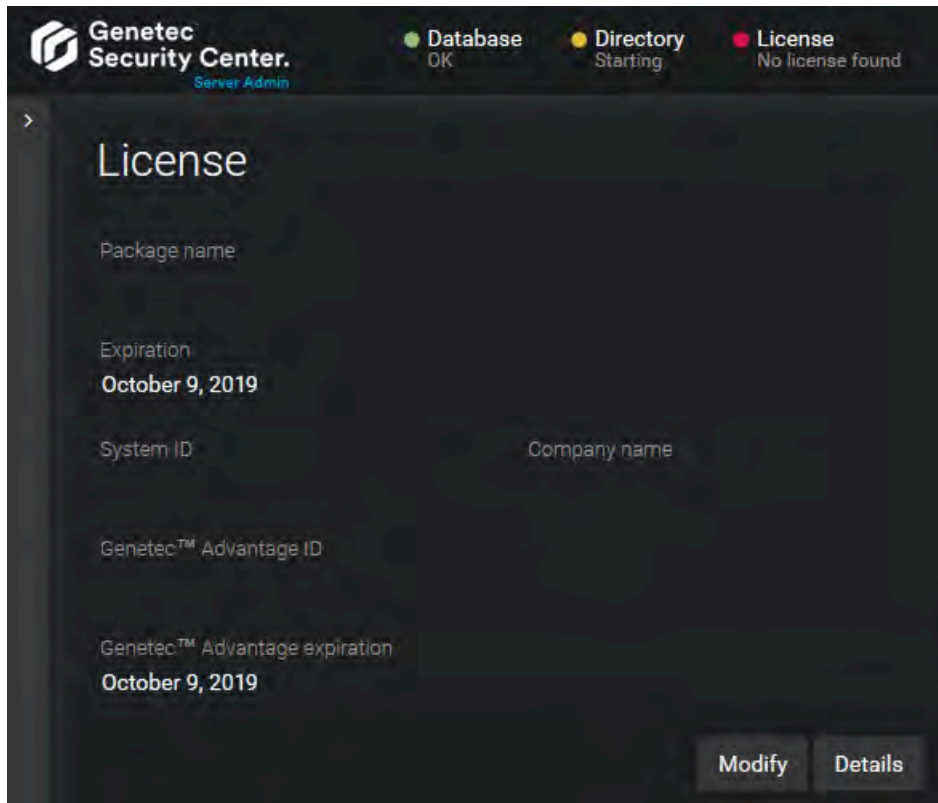 Genetec
Security Center.
Server Admin
Database
OK
Directory
Starting
License
No license found
License
Package name
Expiration
October 9, 2019
System ID
Company name
Genetec™ Advantage ID
Genetec™ Advantage expiration
October 9, 2019
Modify
Details